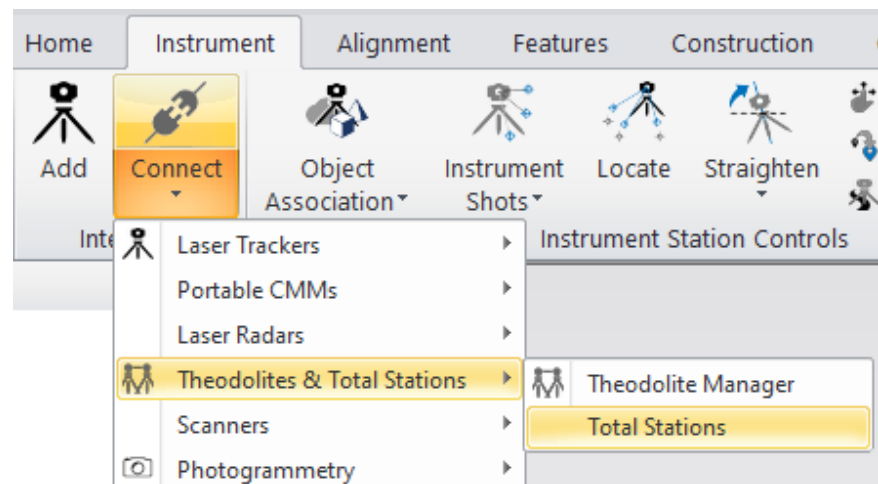 Home Instrument Alignment Features Construction
Add Connect Object Instrument Locate Straighten
Association Shots
Instrument Station Controls
Laser Trackers
Portable CMMs
Laser Radars
Theodolites & Total Stations Theodolite Manager
Scanners Total Stations
Photogrammetry